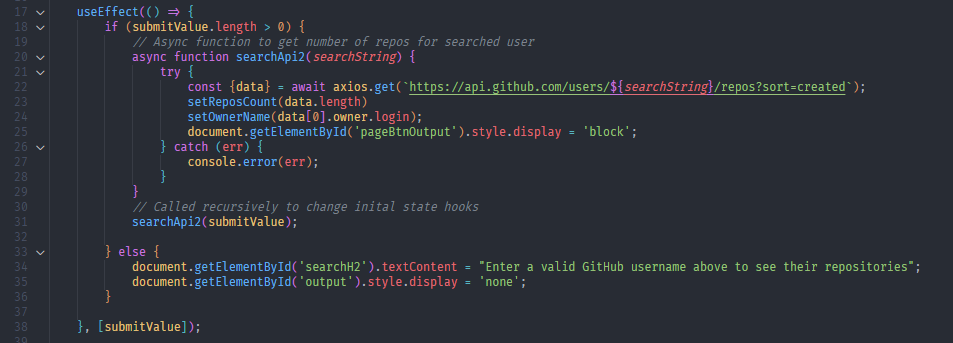 17 useEffect(() => {
18 if (submitValue.length > 0) {
19 // Async function to get number of repos for searched user
20 async function searchApi2(searchString) {
21 try {
22 const {data} = await axios.get(`https://api.github.com/users/${searchString}/repos?sort=created`);
23 setReposCount(data.length)
24 setOwnerName(data[0].owner.login);
25 document.getElementById('pageBtnOutput').style.display = 'block';
26 } catch (err) {
27 console.error(err);
28 }
29 }
30 // Called recursively to change inital state hooks
31 searchApi2(submitValue);
32
33 } else {
34 document.getElementById('searchH2').textContent = "Enter a valid GitHub username above to see their repositories";
35 document.getElementById('output').style.display = 'none';
36 }
37
38 }, [submitValue]);
39